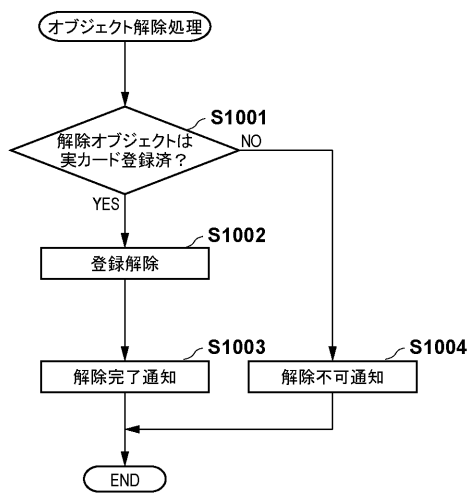 オブジェクト解除処理
S1001
解除オブジェクトは
実カード登録済？
NO
YES
S1002
登録解除
S1003
解除完了通知
S1004
解除不可通知
END